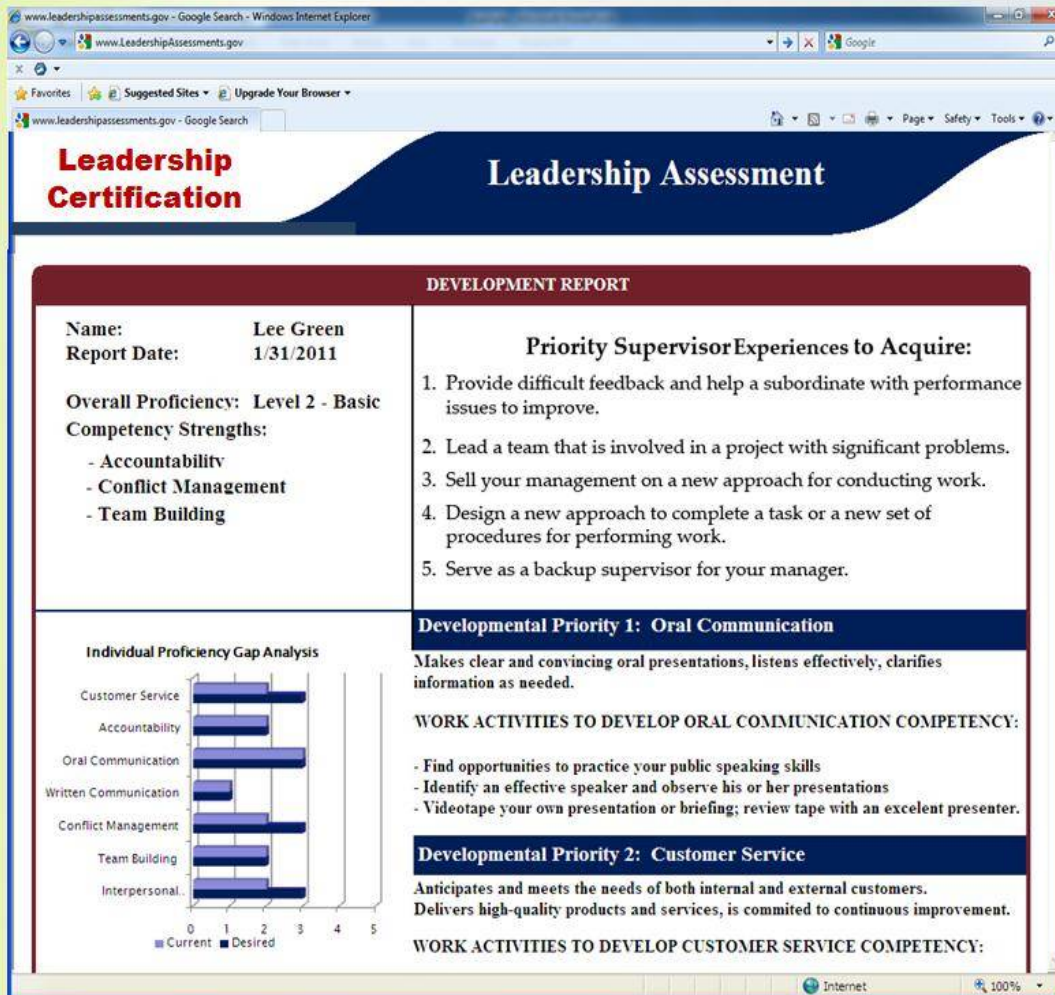 www.leadershipassessments.gov - Google Search - Windows Internet Explorer
www.LeadershipAssessments.gov
Google
x
Favorites
Suggested Sites
Upgrade Your Browser
www.leadershipassessments.gov - Google Search
Page
Safety
Tools
Leadership
Certification
Leadership Assessment
DEVELOPMENT REPORT
Name: Lee Green
Report Date: 1/31/2011
Overall Proficiency: Level 2 - Basic
Competency Strengths:
- Accountability
- Conflict Management
- Team Building
Priority Supervisor Experiences to Acquire:
1. Provide difficult feedback and help a subordinate with performance
issues to improve.
2. Lead a team that is involved in a project with significant problems.
3. Sell your management on a new approach for conducting work.
4. Design a new approach to complete a task or a new set of
procedures for performing work.
5. Serve as a backup supervisor for your manager.
Individual Proficiency Gap Analysis
Customer Service
Accountability
Oral Communication
Written Communication
Conflict Management
Team Building
Interpersonal..
0 1 2 3 4 5
Current Desired
Developmental Priority 1: Oral Communication
Makes clear and convincing oral presentations, listens effectively, clarifies
information as needed.
WORK ACTIVITIES TO DEVELOP ORAL COMMUNICATION COMPETENCY:
- Find opportunities to practice your public speaking skills
- Identify an effective speaker and observe his or her presentations
- Videotape your own presentation or briefing; review tape with an excelent presenter.
Developmental Priority 2: Customer Service
Anticipates and meets the needs of both internal and external customers.
Delivers high-quality products and services, is commited to continuous improvement.
WORK ACTIVITIES TO DEVELOP CUSTOMER SERVICE COMPETENCY:
Internet
100%